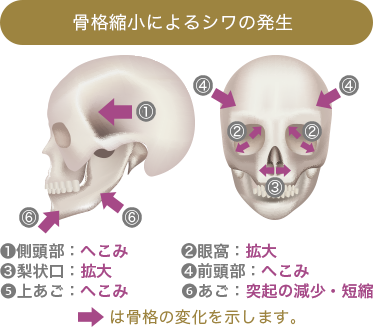 骨格縮小によるシワの発生
④ ④
① ② ②
③
⑥ ⑥
❶側頭部：へこみ ❷眼窩：拡大
❸梨状口：拡大 ❹前頭部：へこみ
❺上あご：へこみ ❻あご：突起の減少・短縮
は骨格の変化を示します。